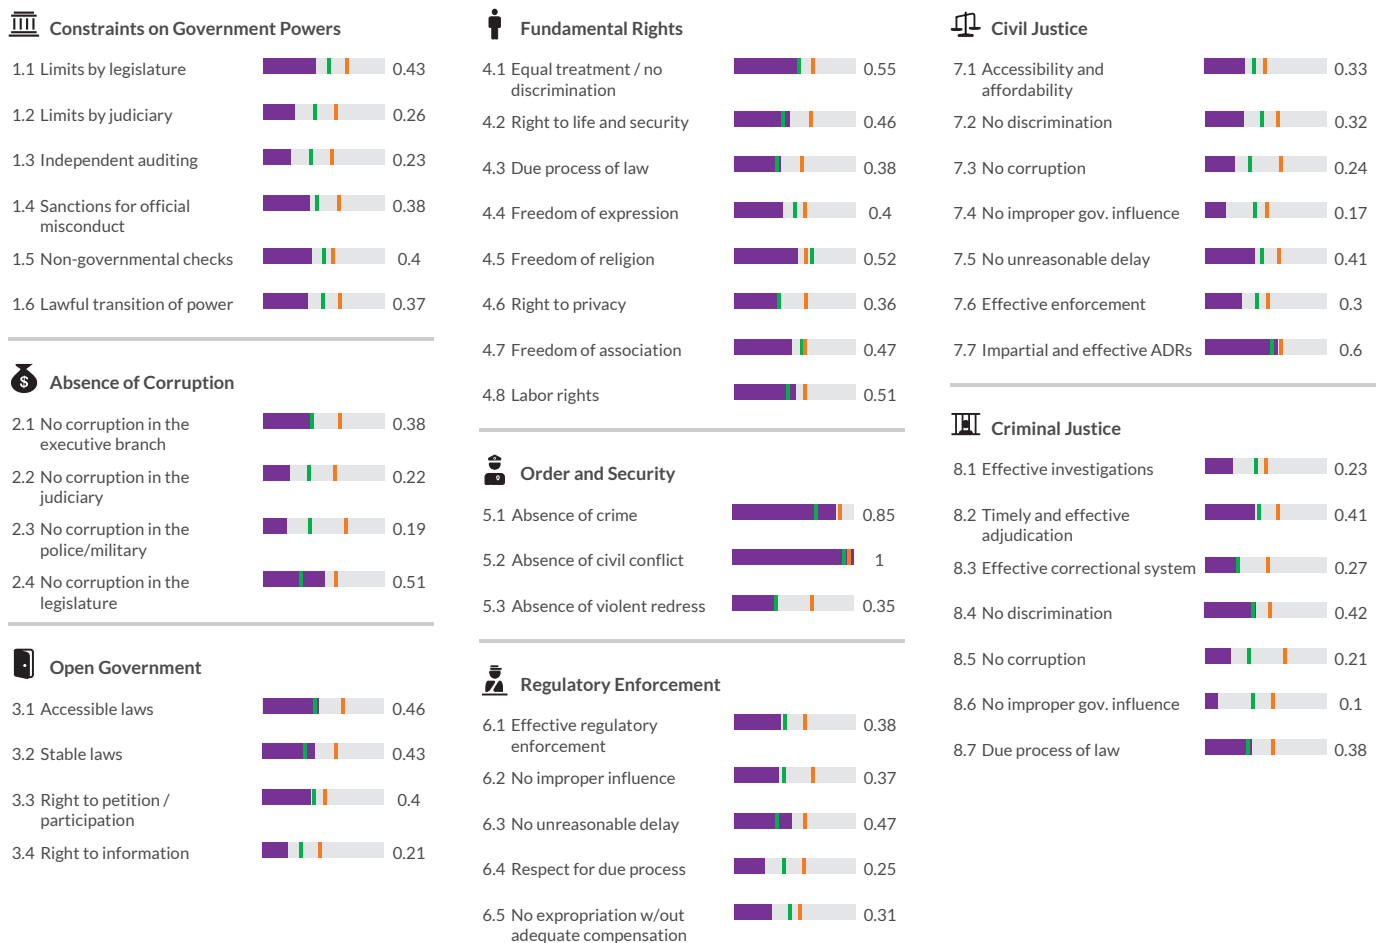 Constraints on Government Powers
1.1 Limits by legislature 0.43
1.2 Limits by judiciary 0.26
1.3 Independent auditing 0.23
1.4 Sanctions for official 0.38
misconduct
1.5 Non-governmental checks 0.4
1.6 Lawful transition of power 0.37
$ Absence of Corruption
2.1 No corruption in the 0.38
executive branch
2.2 No corruption in the 0.22
judiciary
2.3 No corruption in the 0.19
police/military
2.4 No corruption in the 0.51
legislature
Open Government
3.1 Accessible laws 0.46
3.2 Stable laws 0.43
3.3 Right to petition / 0.4
participation
3.4 Right to information 0.21
Fundamental Rights
4.1 Equal treatment / no 0.55
discrimination
4.2 Right to life and security 0.46
4.3 Due process of law 0.38
4.4 Freedom of expression 0.4
4.5 Freedom of religion 0.52
4.6 Right to privacy 0.36
4.7 Freedom of association 0.47
4.8 Labor rights 0.51
Order and Security
5.1 Absence of crime 0.85
5.2 Absence of civil conflict 1
5.3 Absence of violent redress 0.35
Regulatory Enforcement
6.1 Effective regulatory 0.38
enforcement
6.2 No improper influence 0.37
6.3 No unreasonable delay 0.47
6.4 Respect for due process 0.25
6.5 No expropriation w/out 0.31
adequate compensation
Civil Justice
7.1 Accessibility and 0.33
affordability
7.2 No discrimination 0.32
7.3 No corruption 0.24
7.4 No improper gov. influence 0.17
7.5 No unreasonable delay 0.41
7.6 Effective enforcement 0.3
7.7 Impartial and effective ADRs 0.6
Criminal Justice
8.1 Effective investigations 0.23
8.2 Timely and effective 0.41
adjudication
8.3 Effective correctional system 0.27
8.4 No discrimination 0.42
8.5 No corruption 0.21
8.6 No improper gov. influence 0.1
8.7 Due process of law 0.38